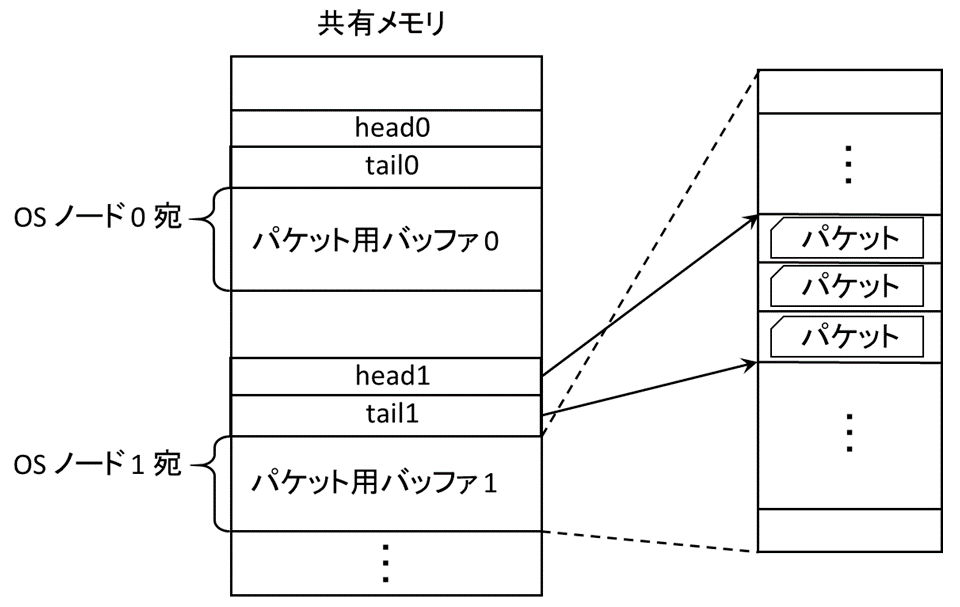 共有メモリ
head0
tail0
OS ノード 0 宛
パケット用バッファ 0
head1
tail1
OS ノード 1 宛
パケット用バッファ 1
⋮
⋮
パケット
パケット
パケット
⋮